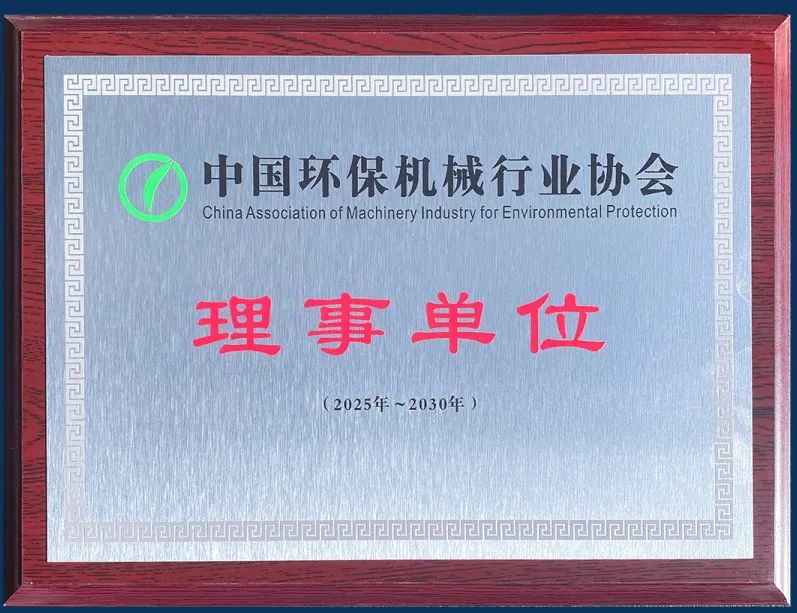 中国环保机械行业协会
China Association of Machinery Industry for Environmental Protection
理事单位
（2025年～2030年）